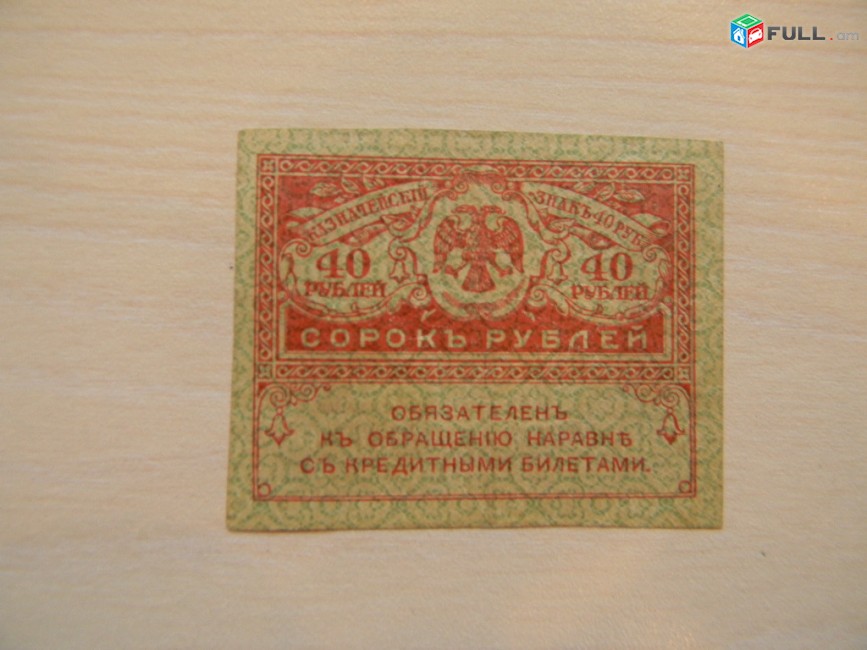 FULL.am
КАЗНАЧЕЙСКІЙ ЗНАКЪ 40 РУБ.
40 40
РУБЛЕЙ РУБЛЕЙ
СОРОКЪ РУБЛЕЙ
ОБЯЗАТЕЛЕНЪ
КЪ ОБРАЩЕНІЮ НАРАВНѢ
СЪ КРЕДИТНЫМИ БИЛЕТАМИ.